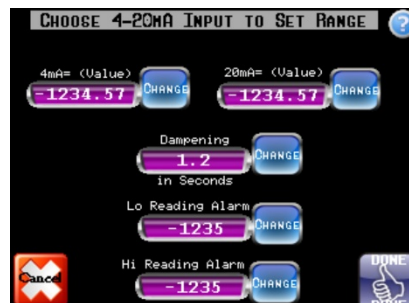 CHOOSE 4-20MA INPUT TO SET RANGE ?
4mA= (Value)
-1234.57 CHANGE
20mA= (Value)
-1234.57 CHANGE
Dampening
1.2 CHANGE
in Seconds
Lo Reading Alarm
-1235 CHANGE
Hi Reading Alarm
-1235 CHANGE
Cancel
DONE